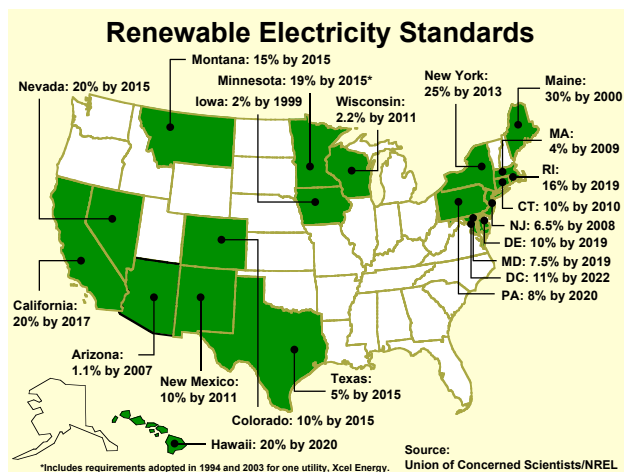 Renewable Electricity Standards
Montana: 15% by 2015
Nevada: 20% by 2015
Minnesota: 19% by 2015*
Iowa: 2% by 1999
Wisconsin:
2.2% by 2011
New York:
25% by 2013
Maine:
30% by 2000
MA:
4% by 2009
RI:
16% by 2019
CT: 10% by 2010
NJ: 6.5% by 2008
DE: 10% by 2019
MD: 7.5% by 2019
DC: 11% by 2022
PA: 8% by 2020
California:
20% by 2017
Arizona:
1.1% by 2007
New Mexico:
10% by 2011
Texas:
5% by 2015
Colorado: 10% by 2015
Hawaii: 20% by 2020
*Includes requirements adopted in 1994 and 2003 for one utility, Xcel Energy.
Source:
Union of Concerned Scientists/NREL